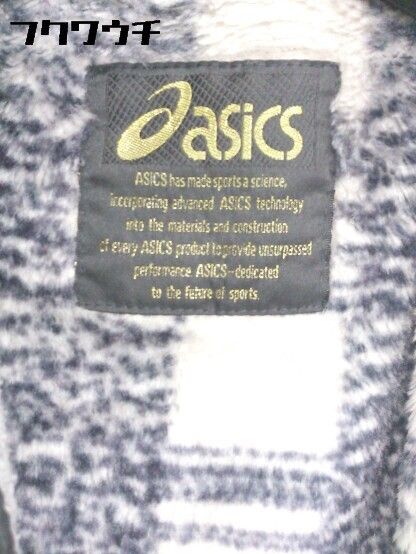 フクワウチ
asics
ASICS has made sports a science,
incorporating advanced ASICS technology
into the materials and construction
of every ASICS product to provide unsurpassed
performance. ASICS-dedicated
to the future of sports.